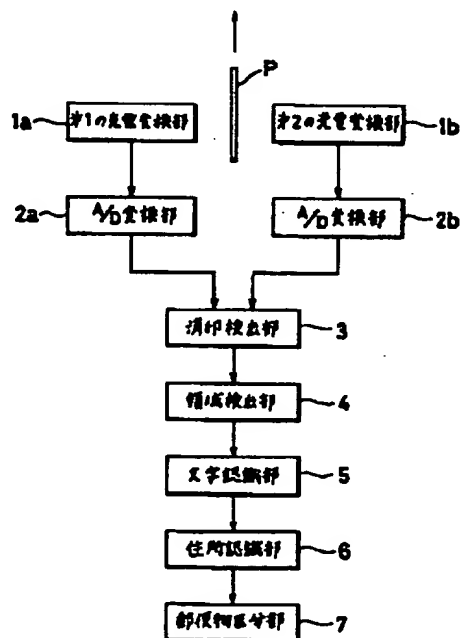 P
1a 第1の光電変換部
第2の光電変換部 1b
2a A/D変換部
A/D変換部 2b
消印検出部 3
領域検出部 4
文字認識部 5
住所認識部 6
郵便物区分部 7